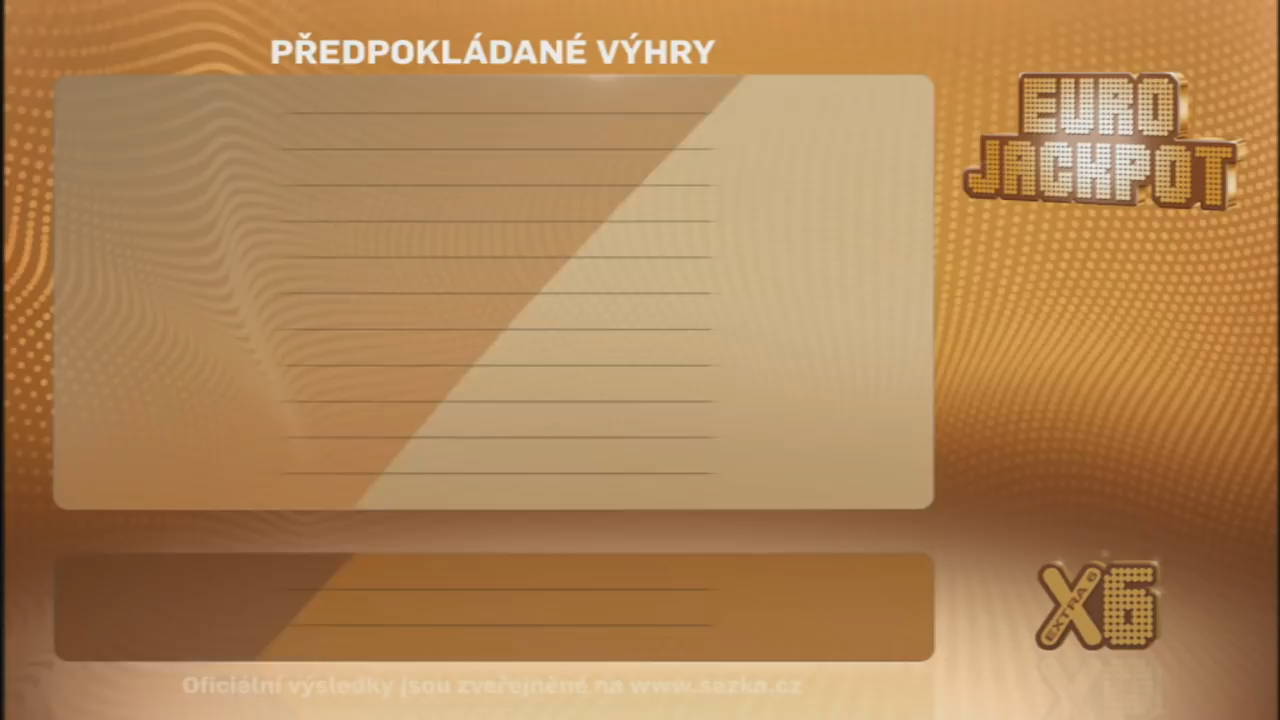 PŘEDPOKLÁDANÉ VÝHRY
EURO
JACKPOT
EXTRA 6
X6
Oficiální výsledky jsou zveřejněné na www.sazka.cz